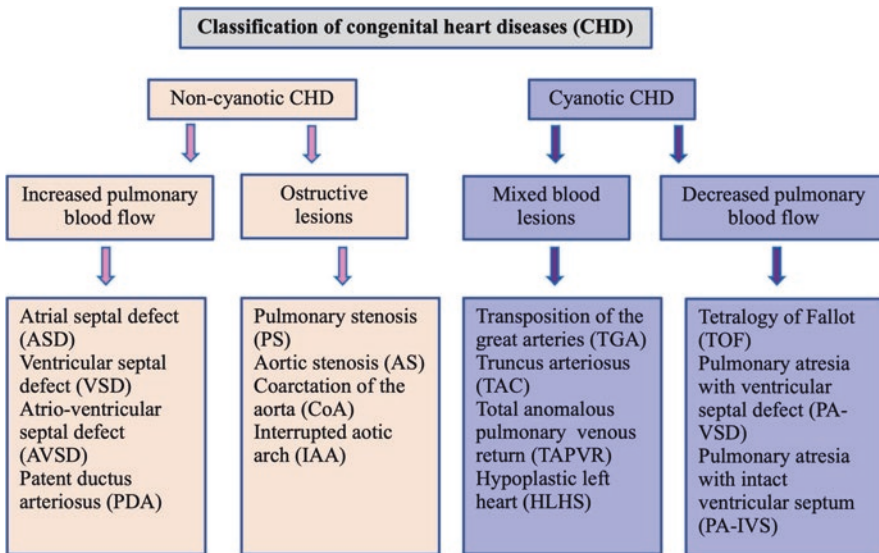 Classification of congenital heart diseases (CHD)
Non-cyanotic CHD
Cyanotic CHD
Increased pulmonary
blood flow
Ostructive
lesions
Mixed blood
lesions
Decreased pulmonary
blood flow
Atrial septal defect
(ASD)
Ventricular septal
defect (VSD)
Atrio-ventricular
septal defect
(AVSD)
Patent ductus
arteriosus (PDA)
Pulmonary stenosis
(PS)
Aortic stenosis (AS)
Coarctation of the
aorta (CoA)
Interrupted aotic
arch (IAA)
Transposition of the
great arteries (TGA)
Truncus arteriosus
(TAC)
Total anomalous
pulmonary venous
return (TAPVR)
Hypoplastic left
heart (HLHS)
Tetralogy of Fallot
(TOF)
Pulmonary atresia
with ventricular
septal defect (PA-
VSD)
Pulmonary atresia
with intact
ventricular septum
(PA-IVS)